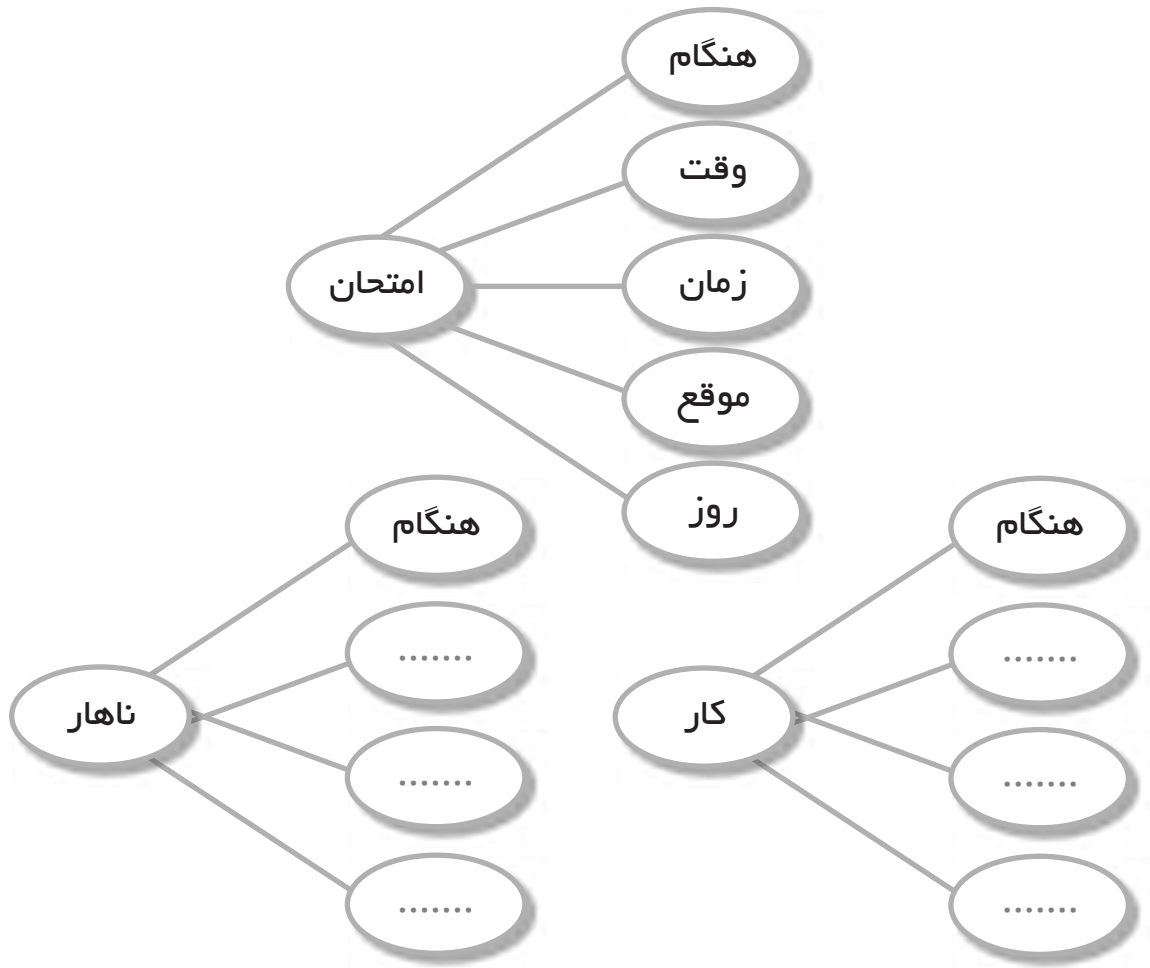 هنگام
وقت
امتحان
زمان
موقع
روز
هنگام
.......
کار
.......
.......
هنگام
.......
ناهار
.......
.......